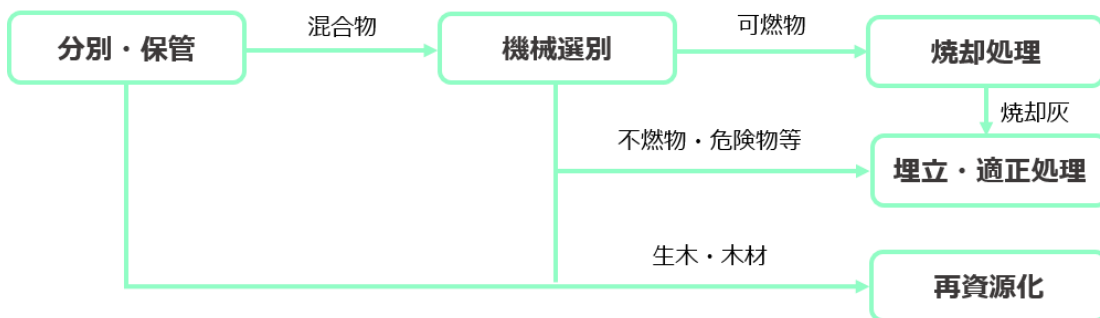 混合物
可燃物
分別・保管
機械選別
焼却処理
焼却灰
不燃物・危険物等
埋立・適正処理
生木・木材
再資源化